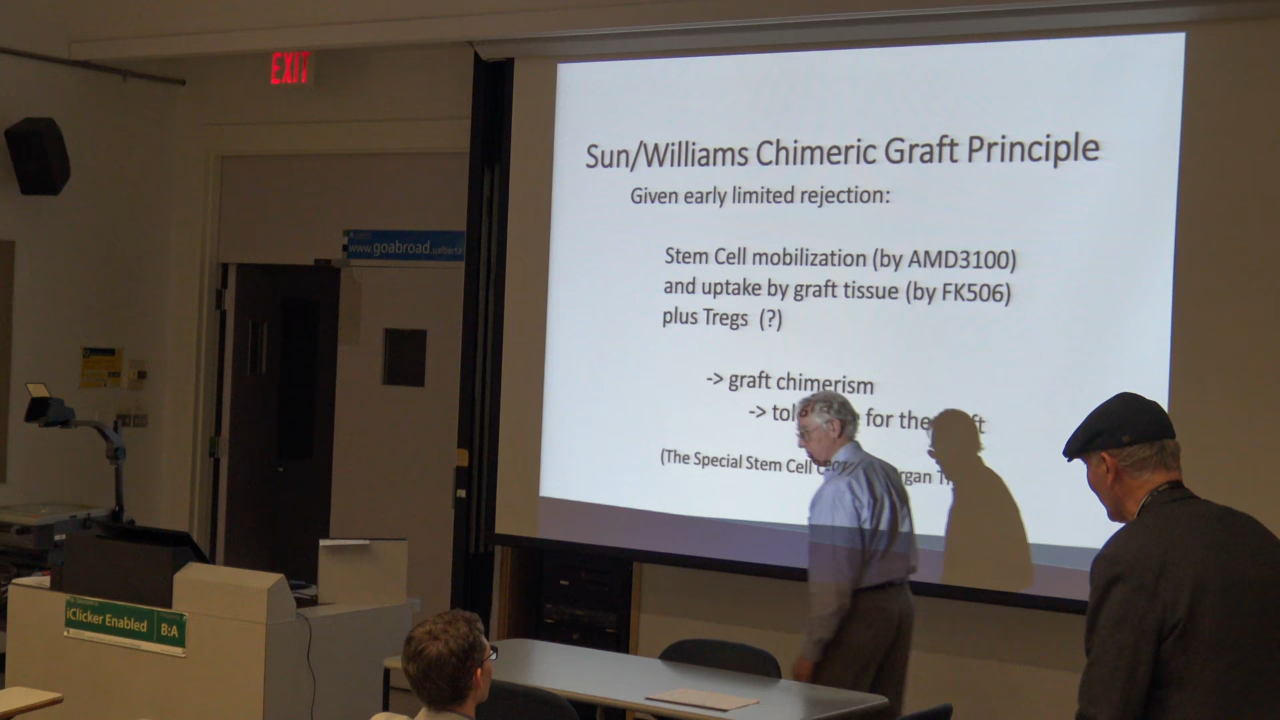 EXIT
Sun/Williams Chimeric Graft Principle
Given early limited rejection:
Stem Cell mobilization (by AMD3100)
and uptake by graft tissue (by FK506)
plus Tregs (?)
-> graft chimerism
-> for the
(The Special Stem Cell
www.goabroad.
iClicker Enabled
B:A